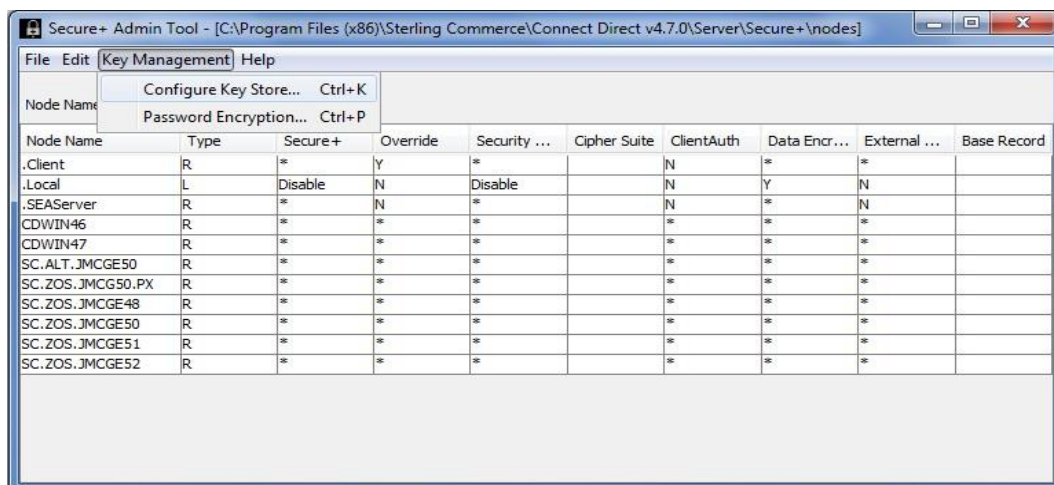 Secure+ Admin Tool - [C:\Program Files (x86)\Sterling Commerce\Connect Direct v4.7.0\Server\Secure+\nodes]
File Edit Key Management Help
Configure Key Store... Ctrl+K
Node Name
Password Encryption... Ctrl+P
Node Name Type Secure+ Override Security ... Cipher Suite ClientAuth Data Encr... External ... Base Record
.Client R * Y * N * *
.Local L Disable N Disable N Y N
.SEAServer R * N * N * N
CDWIN46 R * * * * * *
CDWIN47 R * * * * * *
SC.ALT.JMCGE50 R * * * * * *
SC.ZOS.JMCG50.PX R * * * * * *
SC.ZOS.JMCGE48 R * * * * * *
SC.ZOS.JMCGE50 R * * * * * *
SC.ZOS.JMCGE51 R * * * * * *
SC.ZOS.JMCGE52 R * * * * * *